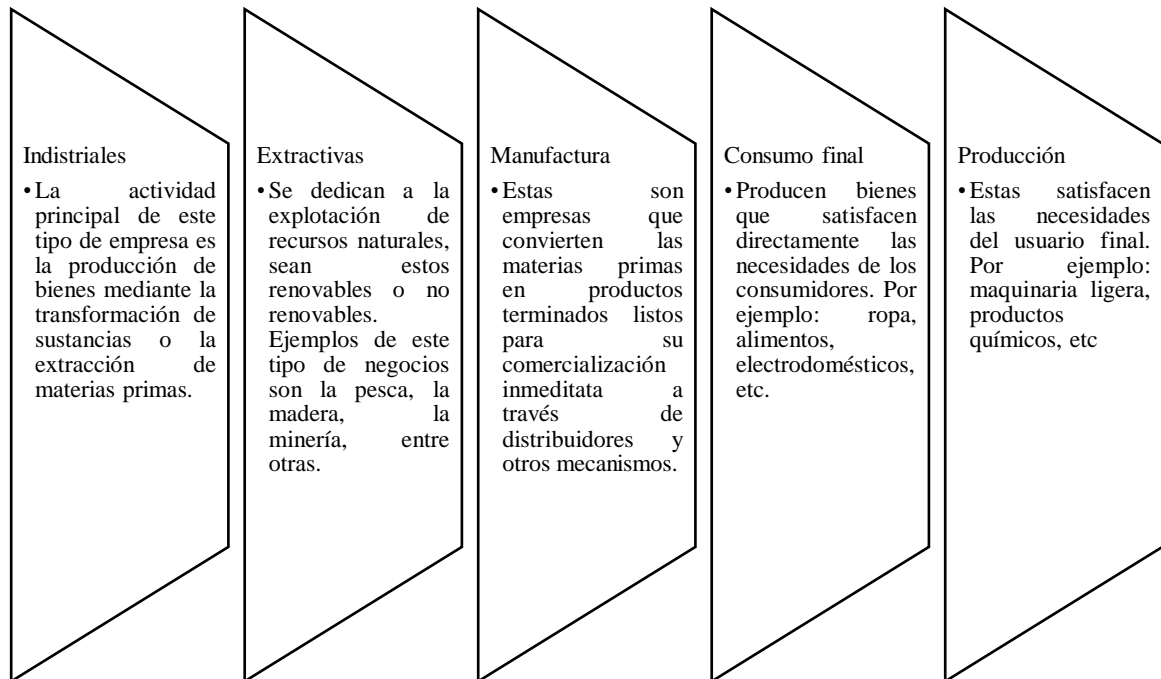 Indistriales
•La actividad
principal de este
tipo de empresa es
la producción de
bienes mediante la
transformación de
sustancias o la
extracción de
materias primas.
Extractivas
•Se dedican a la
explotación de
recursos naturales,
sean estos
renovables o no
renovables.
Ejemplos de este
tipo de negocios
son la pesca, la
madera, la
minería, entre
otras.
Manufactura
•Estas son
empresas que
convierten las
materias primas
en productos
terminados listos
para su
comercialización
inmeditata a
través de
distribuidores y
otros mecanismos.
Consumo final
•Producen bienes
que satisfacen
directamente las
necesidades de los
consumidores. Por
ejemplo: ropa,
alimentos,
electrodomésticos,
etc.
Producción
•Estas satisfacen
las necesidades
del usuario final.
Por ejemplo:
maquinaria ligera,
productos
químicos, etc